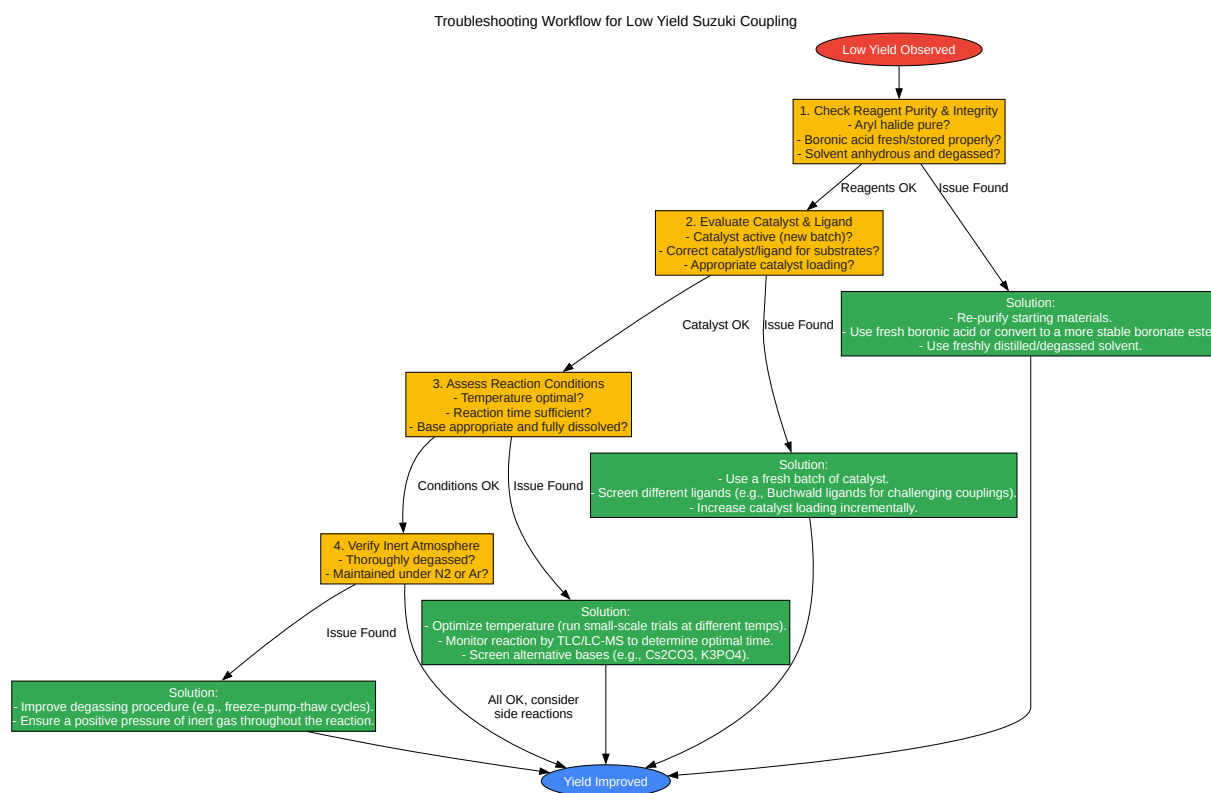 Troubleshooting Workflow for Low Yield Suzuki Coupling
Low Yield Observed
1. Check Reagent Purity & Integrity
- Aryl halide pure?
- Boronic acid fresh/stored properly?
- Solvent anhydrous and degassed?
Reagents OK
Issue Found
2. Evaluate Catalyst & Ligand
- Catalyst active (new batch)?
- Correct catalyst/ligand for substrates?
- Appropriate catalyst loading?
Solution:
- Re-purify starting materials.
- Use fresh boronic acid or convert to a more stable boronate este
- Use freshly distilled/degassed solvent.
Catalyst OK
Issue Found
3. Assess Reaction Conditions
- Temperature optimal?
- Reaction time sufficient?
- Base appropriate and fully dissolved?
Solution:
- Use a fresh batch of catalyst.
- Screen different ligands (e.g., Buchwald ligands for challenging couplings).
- Increase catalyst loading incrementally.
Conditions OK
Issue Found
4. Verify Inert Atmosphere
- Thoroughly degassed?
- Maintained under N2 or Ar?
Solution:
- Optimize temperature (run small-scale trials at different temps).
- Monitor reaction by TLC/LC-MS to determine optimal time.
- Screen alternative bases (e.g., Cs2CO3, K3PO4).
Issue Found
Solution:
- Improve degassing procedure (e.g., freeze-pump-thaw cycles).
- Ensure a positive pressure of inert gas throughout the reaction.
All OK, consider
side reactions
Yield Improved